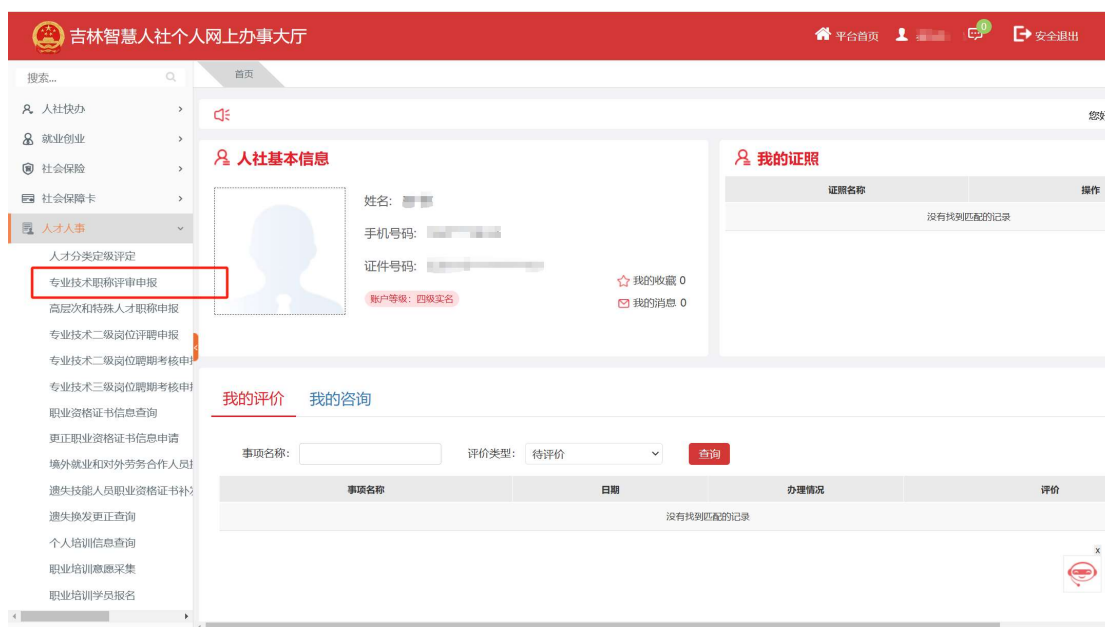 吉林智慧人社个人网上办事大厅
平台首页
0
安全退出
搜索...
首页
人社快办
就业创业
社会保险
社会保障卡
人才人事
人才分类定级评定
专业技术职称评审申报
高层次和特殊人才职称申报
专业技术二级岗位评聘申报
专业技术二级岗位聘期考核申
专业技术三级岗位聘期考核申
职业资格证书信息查询
更正职业资格证书信息申请
境外就业和对外劳务合作人员
遗失技能人员职业资格证书补
遗失换发更正查询
个人培训信息查询
职业培训意愿采集
职业培训学员报名
您好
人社基本信息
姓名:
手机号码:
证件号码:
账户等级：四级实名
我的收藏 0
我的消息 0
我的证照
证照名称 操作
没有找到匹配的记录
我的评价 我的咨询
事项名称: 评价类型: 待评价 查询
事项名称 日期 办理情况 评价
没有找到匹配的记录
x